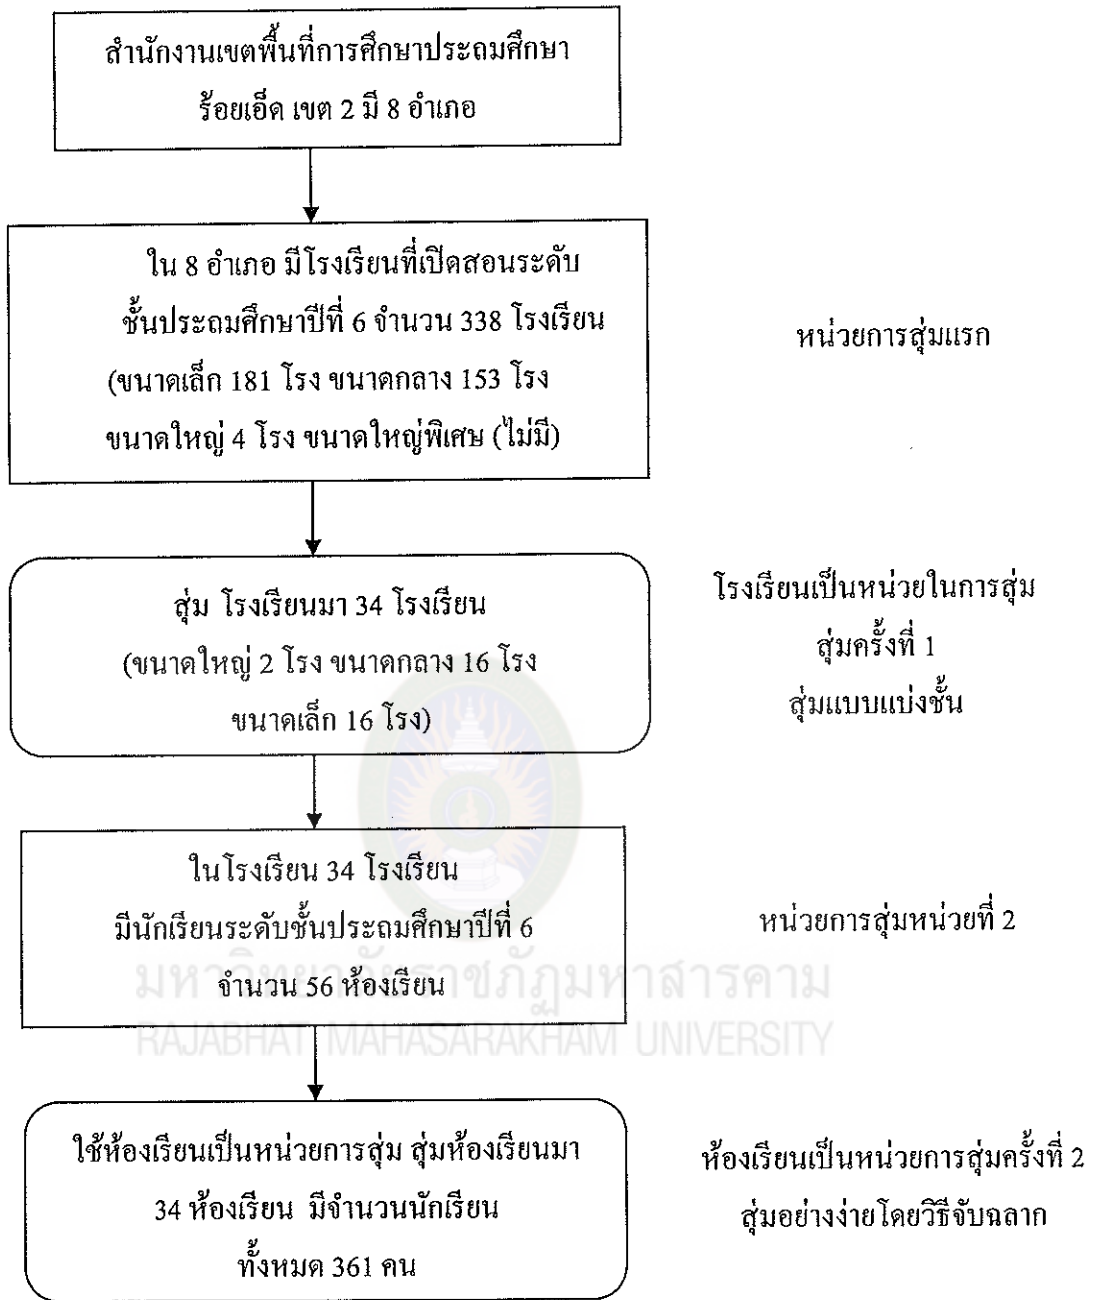 สำนักงานเขตพื้นที่การศึกษาประถมศึกษา
ร้อยเอ็ด เขต 2 มี 8 อำเภอ
ใน 8 อำเภอ มีโรงเรียนที่เปิดสอนระดับ
ชั้นประถมศึกษาปีที่ 6 จำนวน 338 โรงเรียน
(ขนาดเล็ก 181 โรง ขนาดกลาง 153 โรง
ขนาดใหญ่ 4 โรง ขนาดใหญ่พิเศษ (ไม่มี)
หน่วยการสุ่มแรก
สุ่ม โรงเรียนมา 34 โรงเรียน
(ขนาดใหญ่ 2 โรง ขนาดกลาง 16 โรง
ขนาดเล็ก 16 โรง)
โรงเรียนเป็นหน่วยในการสุ่ม
สุ่มครั้งที่ 1
สุ่มแบบแบ่งชั้น
ในโรงเรียน 34 โรงเรียน
มีนักเรียนระดับชั้นประถมศึกษาปีที่ 6
จำนวน 56 ห้องเรียน
หน่วยการสุ่มหน่วยที่ 2
มหาวิทยาลัยราชภัฏมหาสารคาม
RAJABHAT MAHASARAKHAM UNIVERSITY
ใช้ห้องเรียนเป็นหน่วยการสุ่ม สุ่มห้องเรียนมา
34 ห้องเรียน มีจำนวนนักเรียน
ทั้งหมด 361 คน
ห้องเรียนเป็นหน่วยการสุ่มครั้งที่ 2
สุ่มอย่างง่ายโดยวิธีจับฉลาก